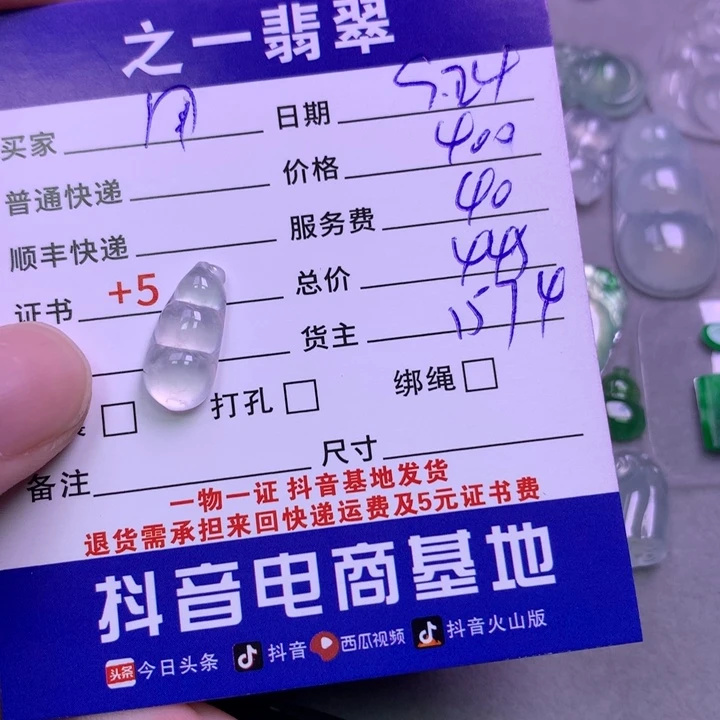 之一翡翠
买家 周 日期 5.24
普通快递 价格 400
顺丰快递 服务费 40
证书 +5 总价 445
货主 1574
打孔 绑绳
备注 尺寸
一物一证 抖音基地发货
退货需承担来回快递运费及5元证书费
抖音电商基地
头条 今日头条 抖音 西瓜视频 抖音火山版